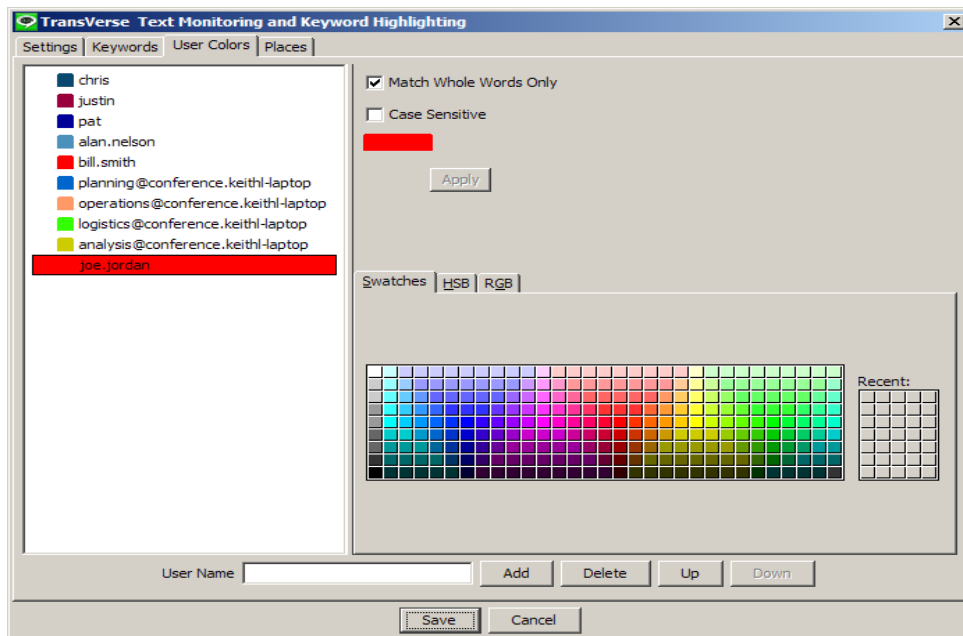 TransVerse Text Monitoring and Keyword Highlighting
Settings Keywords User Colors Places
chris
justin
pat
alan.nelson
bill.smith
planning@conference.keithl-laptop
operations@conference.keithl-laptop
logistics@conference.keithl-laptop
analysis@conference.keithl-laptop
joe.jordan
Match Whole Words Only
Case Sensitive
Apply
Swatches HSB RGB
Recent:
User Name Add Delete Up Down
Save Cancel